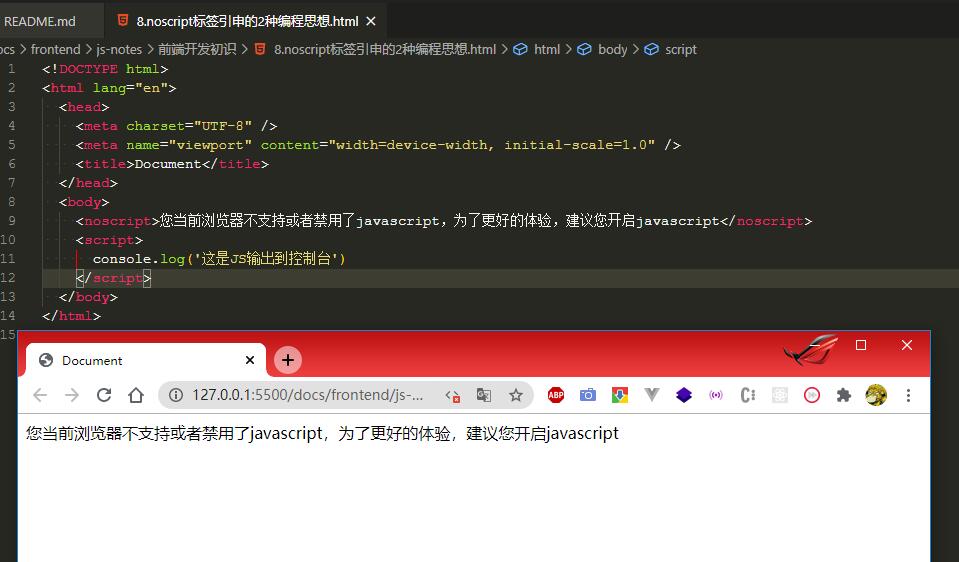 README.md
8.noscript标签引申的2种编程思想.html
ocs > frontend > js-notes > 前端开发初识 > 8.noscript标签引申的2种编程思想.html > html > body > script
1 <!DOCTYPE html>
2 <html lang="en">
3 <head>
4 <meta charset="UTF-8" />
5 <meta name="viewport" content="width=device-width, initial-scale=1.0" />
6 <title>Document</title>
7 </head>
8 <body>
9 <noscript>您当前浏览器不支持或者禁用了javascript，为了更好的体验，建议您开启javascript</noscript>
10 <script>
11 console.log('这是JS输出到控制台')
12 </script>
13 </body>
14 </html>
15
Document
127.0.0.1:5500/docs/frontend/js-...
ABP
您当前浏览器不支持或者禁用了javascript，为了更好的体验，建议您开启javascript